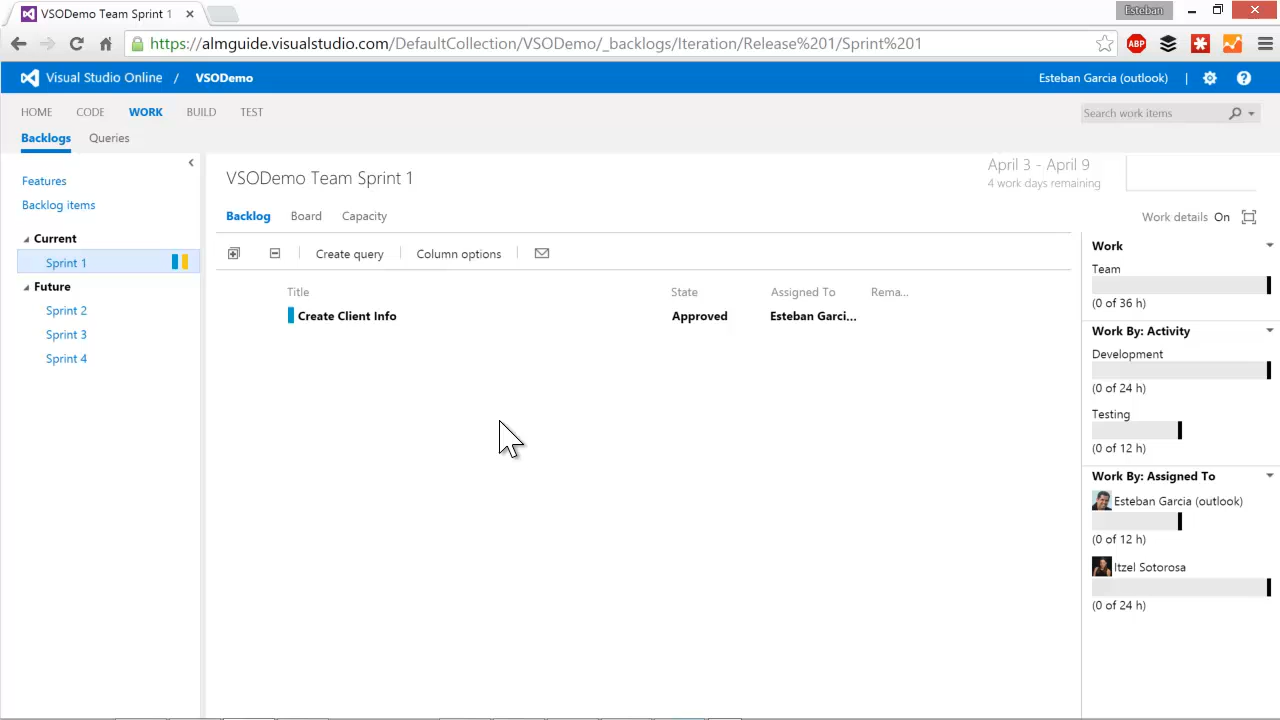 VSODemo Team Sprint 1
Esteban
https://almguide.visualstudio.com/DefaultCollection/VSODemo/_backlogs/Iteration/Release%201/Sprint%201
ABP
Visual Studio Online / VSODemo
Esteban Garcia (outlook) |
HOME CODE WORK BUILD TEST
Search work items
Backlogs Queries
Features
Backlog items
Current
Sprint 1
Future
Sprint 2
Sprint 3
Sprint 4
VSODemo Team Sprint 1
April 3 - April 9
4 work days remaining
Backlog Board Capacity
Work details On
Create query Column options
Title State Assigned To Rema...
Create Client Info Approved Esteban Garci...
Work
Team
(0 of 36 h)
Work By: Activity
Development
(0 of 24 h)
Testing
(0 of 12 h)
Work By: Assigned To
Esteban Garcia (outlook)
(0 of 12 h)
Itzel Sotorosa
(0 of 24 h)